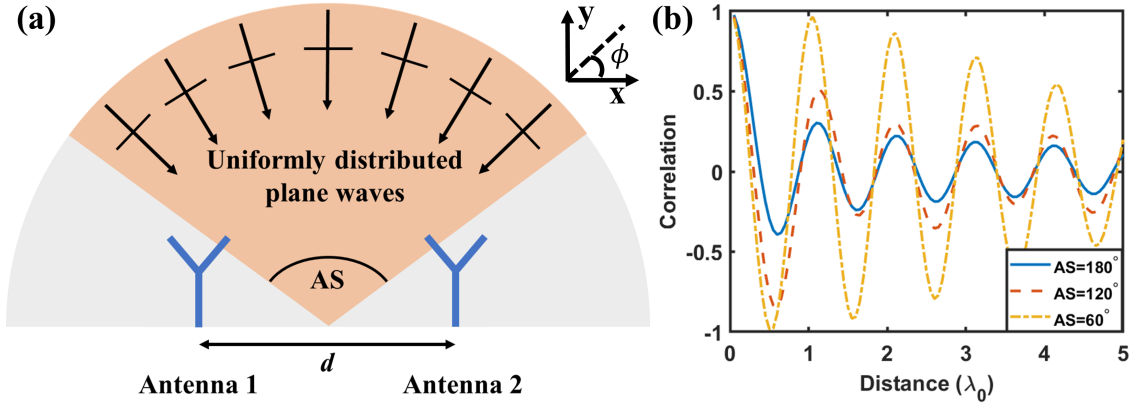 (a)
y
ϕ
x
Uniformly distributed
plane waves
AS
d
Antenna 1
Antenna 2
(b)
1
0.5
0
-0.5
-1
Correlation
0
1
2
3
4
5
Distance (λ0)
AS=180°
AS=120°
AS=60°